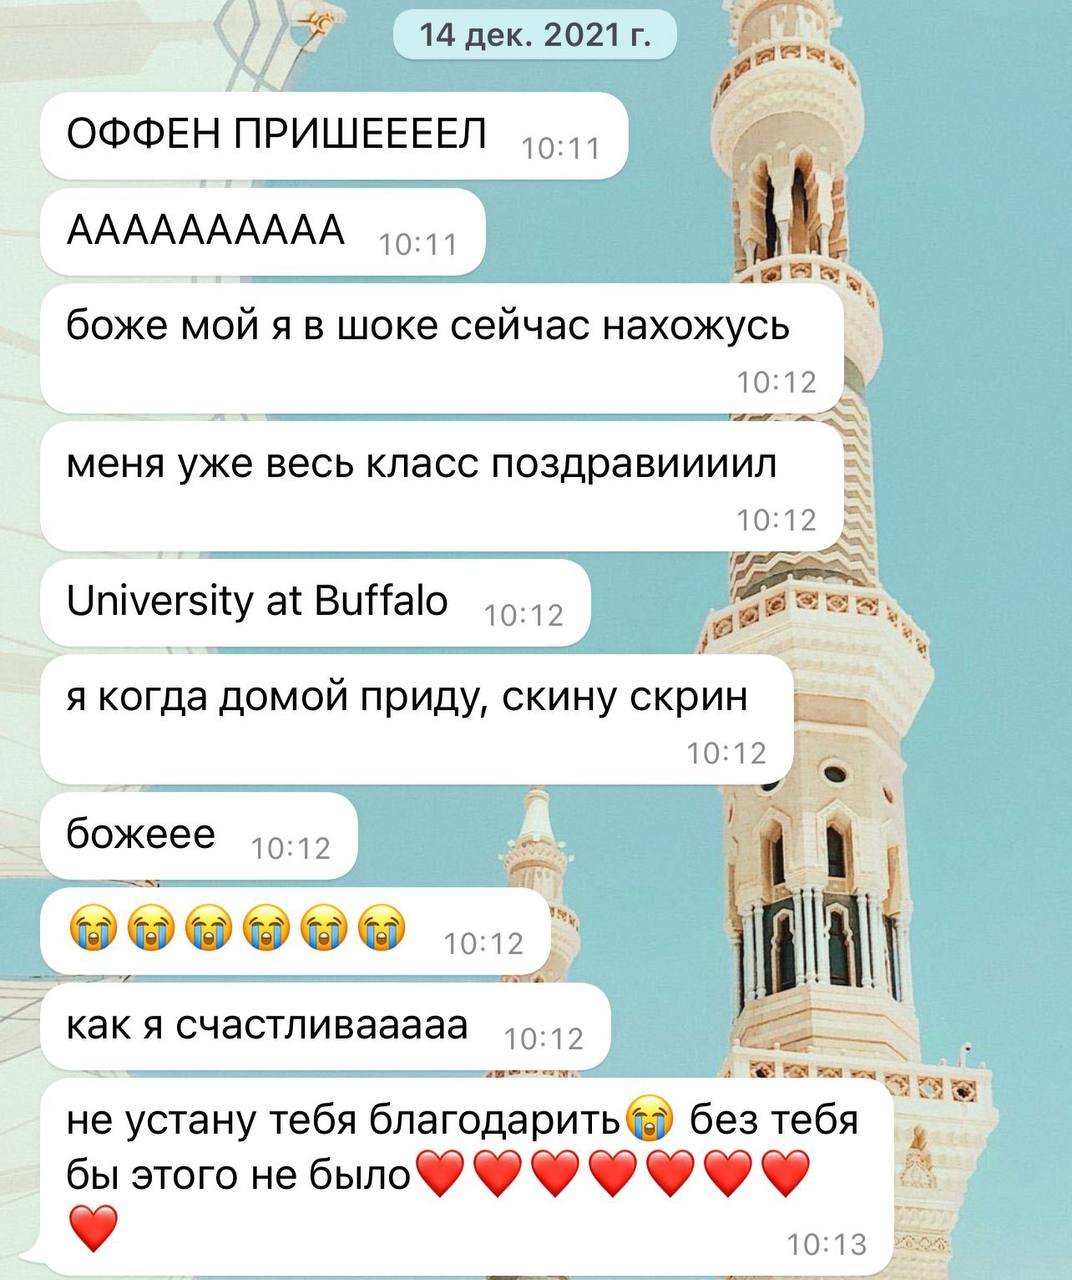 14 дек. 2021 г.
ОФФЕН ПРИШЕЕЕЕЛ 10:11
АААААААААА 10:11
боже мой я в шоке сейчас нахожусь
10:12
меня уже весь класс поздравиииил
10:12
University at Buffalo 10:12
я когда домой приду, скину скрин
10:12
божеее 10:12
😭😭😭😭😭😭 10:12
как я счастливааааа 10:12
не устану тебя благодарить😭 без тебя
бы этого не было❤️❤️❤️❤️❤️❤️❤️
❤️ 10:13